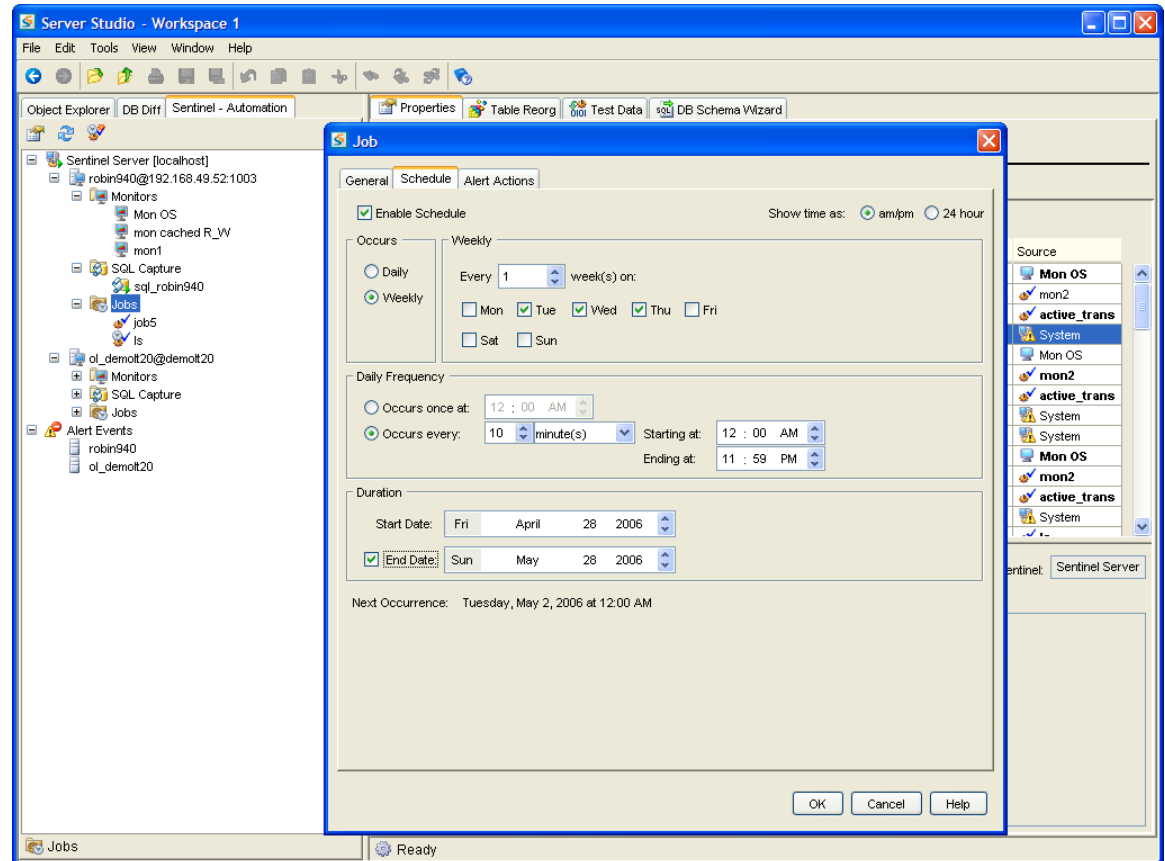 Server Studio - Workspace 1
File Edit Tools View Window Help
Object Explorer DB Diff Sentinel - Automation
Properties Table Reorg Test Data DB Schema Wizard
Sentinel Server [localhost]
robin940@192.168.49.52:1003
Monitors
Mon OS
mon cached R_W
mon1
SQL Capture
sql_robin940
Jobs
job5
ls
ol_demolt20@demolt20
Monitors
SQL Capture
Jobs
Alert Events
robin940
ol_demolt20
Jobs
Job
General Schedule Alert Actions
Enable Schedule Show time as: am/pm 24 hour
Occurs Weekly
Daily Every 1 week(s) on:
Weekly
Mon Tue Wed Thu Fri
Sat Sun
Daily Frequency
Occurs once at: 12 : 00 AM
Occurs every: 10 minute(s) Starting at: 12 : 00 AM
Ending at: 11 : 59 PM
Duration
Start Date: Fri April 28 2006
End Date: Sun May 28 2006
Next Occurrence: Tuesday, May 2, 2006 at 12:00 AM
OK Cancel Help
Source
Mon OS
mon2
active_trans
System
Mon OS
mon2
active_trans
System
System
Mon OS
mon2
active_trans
System
entinel: Sentinel Server
Ready